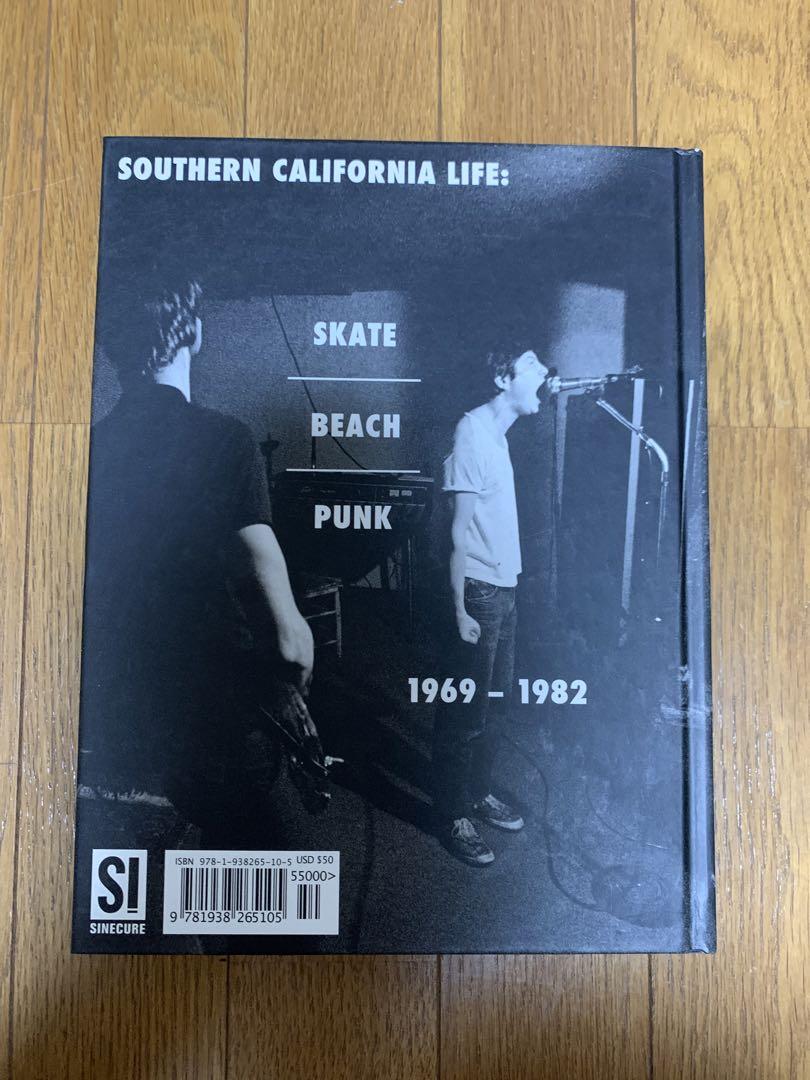 SOUTHERN CALIFORNIA LIFE:
SKATE
BEACH
PUNK
1969 – 1982
SI
SINECURE
ISBN 978-1-938265-10-5 USD $50
55000>
9 781938 265105